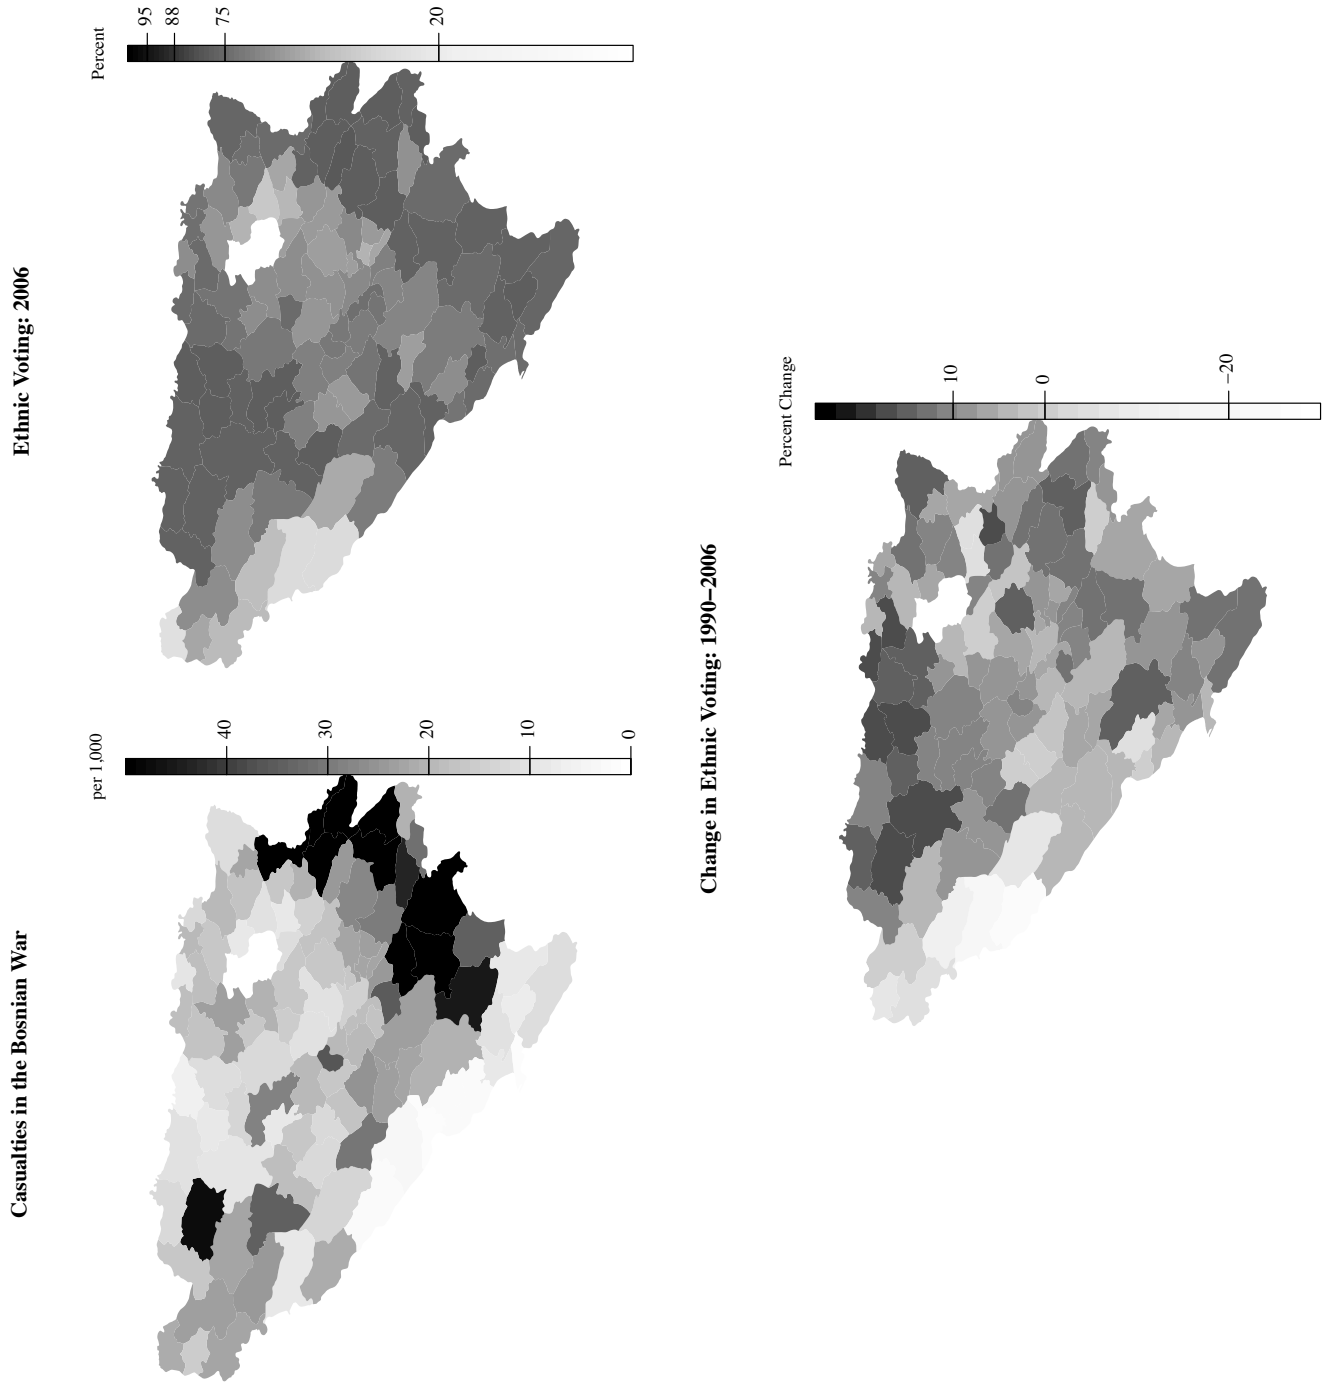 Casualties in the Bosnian War
per 1,000
0
10
20
30
40
Ethnic Voting: 2006
Percent
20
75
88
95
Change in Ethnic Voting: 1990–2006
Percent Change
−20
0
10